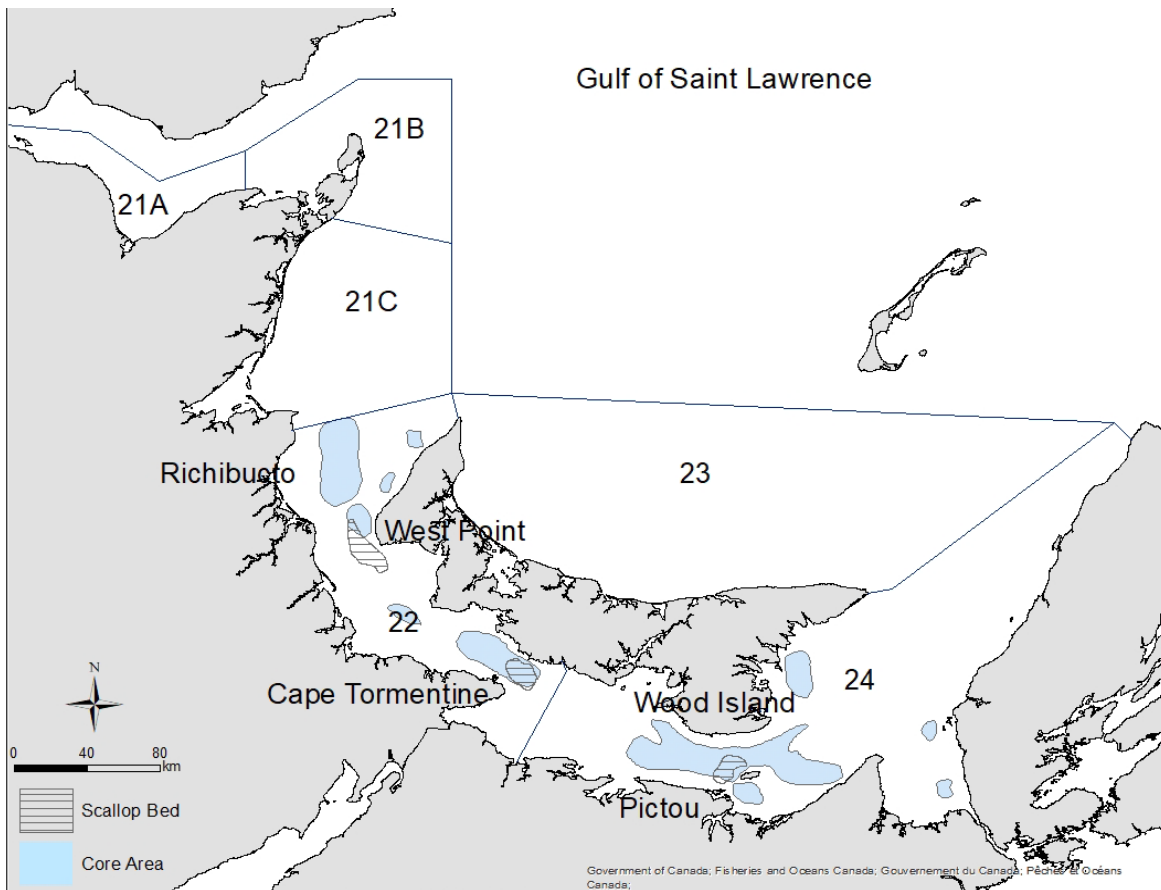 Gulf of Saint Lawrence
21B
21A
21C
Richibucto
23
West Point
22
24
Cape Tormentine
Wood Island
Pictou
N
0 40 80
km
Scallop Bed
Core Area
Government of Canada; Fisheries and Oceans Canada; Gouvernement du Canada; Pêches et Océans
Canada;